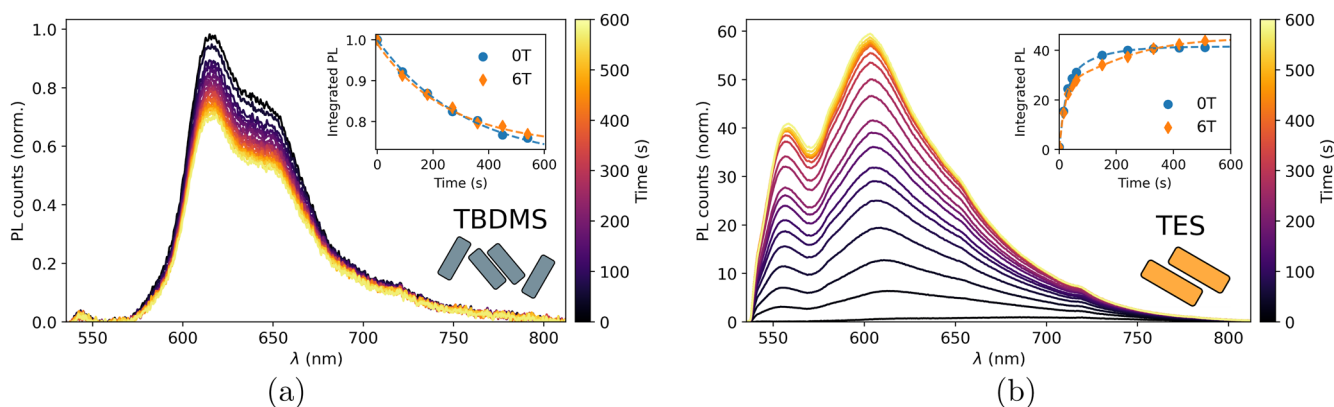 PL counts (norm.)
1.0
0.8
0.6
0.4
0.2
0.0
550
600
650
700
750
800
λ (nm)
Integrated PL
1.0
0.9
0.8
0
200
400
600
Time (s)
0T
6T
TBDMS
600
500
400
300
200
100
0
Time (s)
(a)
PL counts (norm.)
60
50
40
30
20
10
0
550
600
650
700
750
800
λ (nm)
Integrated PL
40
20
0
0
200
400
600
Time (s)
0T
6T
TES
600
500
400
300
200
100
0
Time (s)
(b)